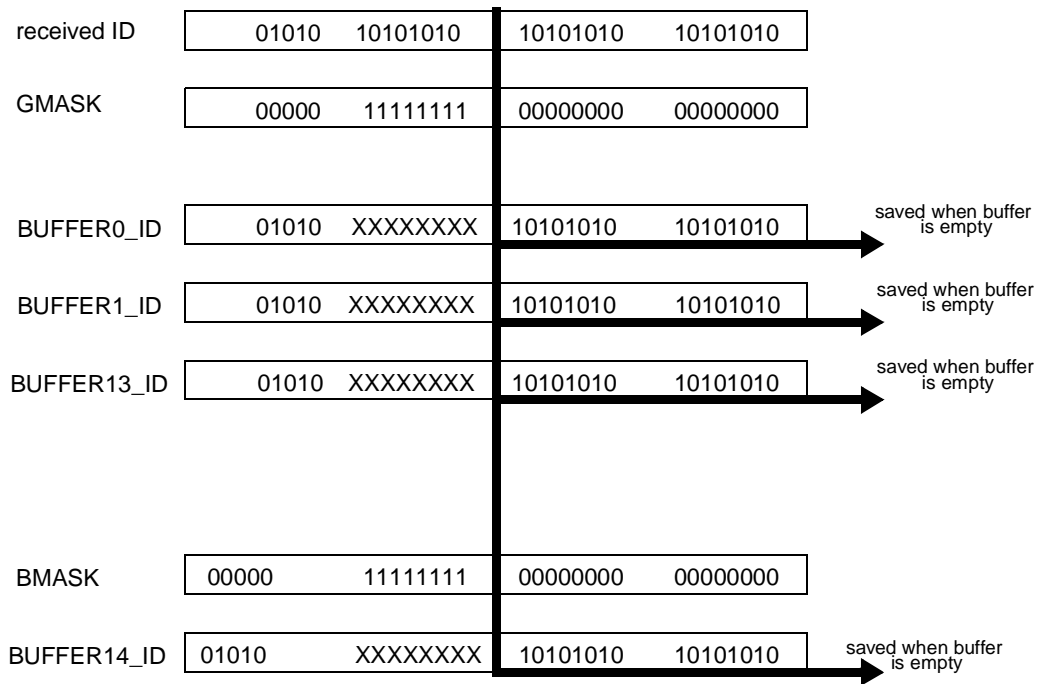 received ID 01010 10101010 10101010 10101010
GMASK 00000 11111111 00000000 00000000
BUFFER0_ID 01010 XXXXXXXX 10101010 10101010
saved when buffer
is empty
BUFFER1_ID 01010 XXXXXXXX 10101010 10101010
saved when buffer
is empty
BUFFER13_ID 01010 XXXXXXXX 10101010 10101010
saved when buffer
is empty
BMASK 00000 11111111 00000000 00000000
BUFFER14_ID 01010 XXXXXXXX 10101010 10101010
saved when buffer
is empty